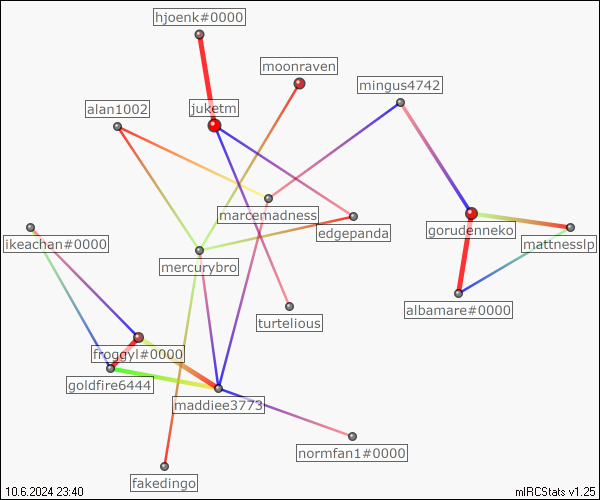 hjoenk#0000
moonraven
mingus4742
alan1002
juketm
marcemadness
edgepanda
gorudenneko
mattnesslp
ikeachan#0000
mercurybro
albamare#0000
turtelious
froggyl#0000
goldfire6444
maddiee3773
normfan1#0000
fakedingo
10.6.2024 23:40
mIRCStats v1.25